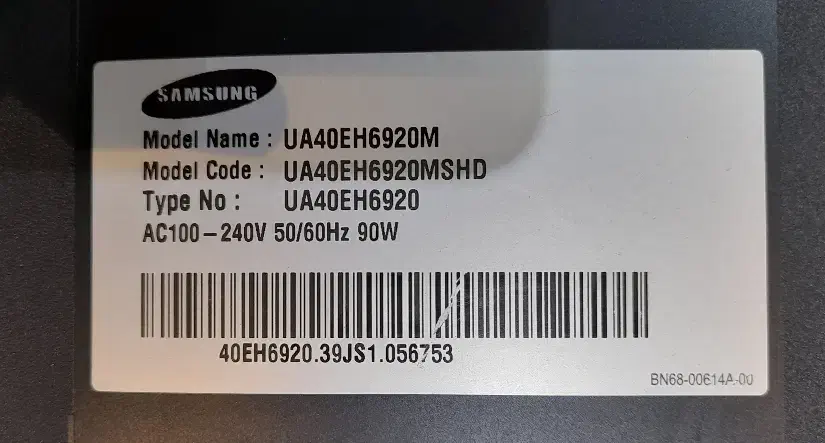 SAMSUNG
Model Name : UA40EH6920M
Model Code : UA40EH6920MSHD
Type No : UA40EH6920
AC100-240V 50/60Hz 90W
40EH6920.39JS1.056753
BN68-00614A-00